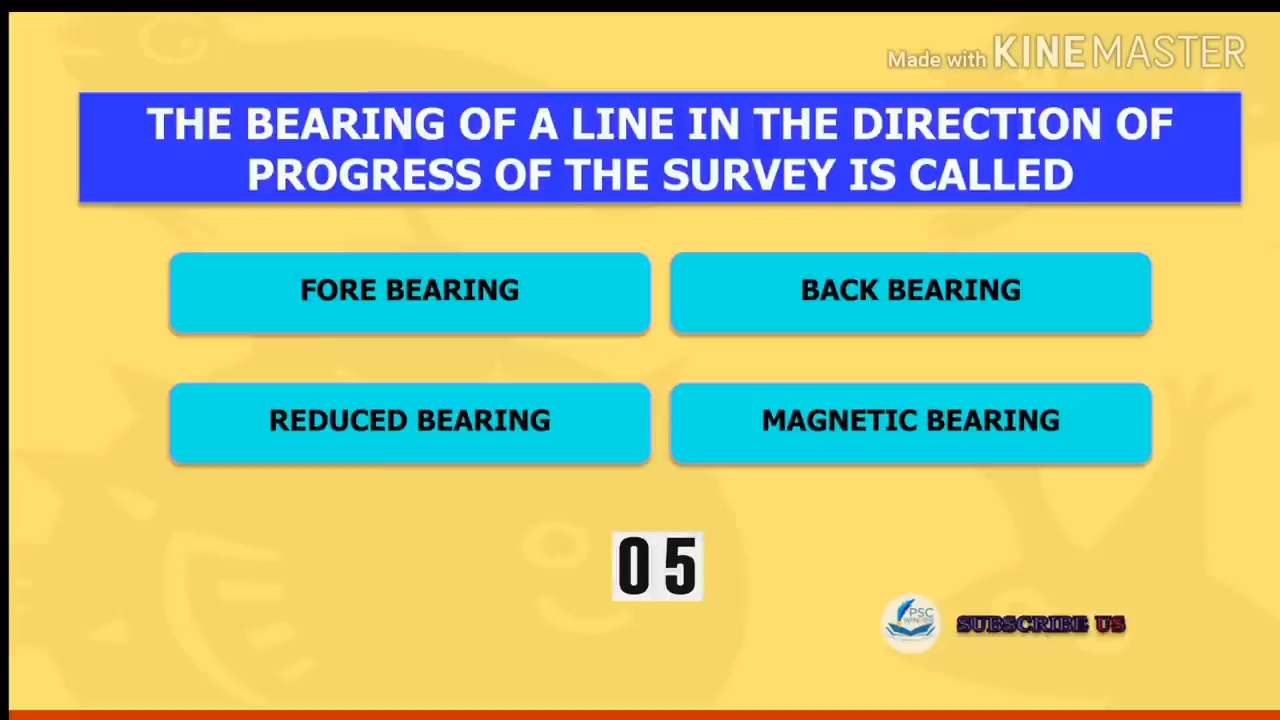 Made with KINEMASTER
THE BEARING OF A LINE IN THE DIRECTION OF
PROGRESS OF THE SURVEY IS CALLED
FORE BEARING
BACK BEARING
REDUCED BEARING
MAGNETIC BEARING
05
PSC
SUBSCRIBE US